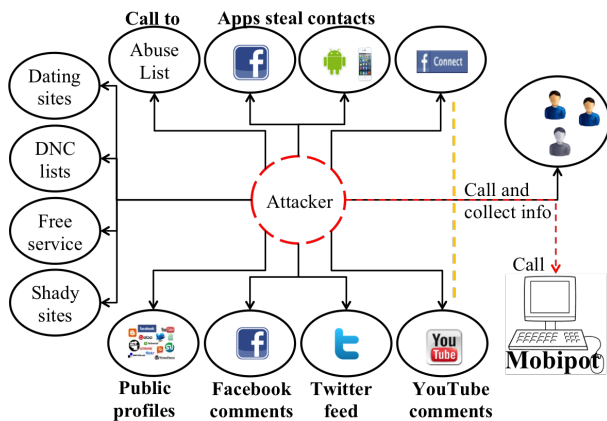 Call to
Apps steal contacts
Abuse
List
Connect
Dating
sites
DNC
lists
Free
service
Shady
sites
Attacker
Call and
collect info
Call
Mobipot
You
Tube
Public
profiles
Facebook
comments
Twitter
feed
YouTube
comments